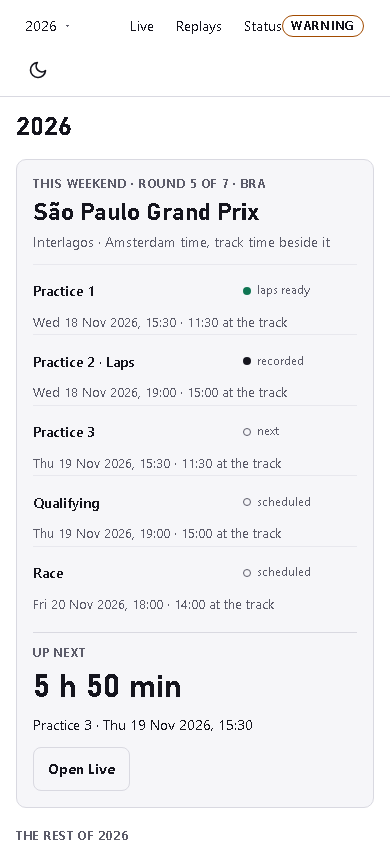 2026
Live Replays Status WARNING
2026
THIS WEEKEND · ROUND 5 OF 7 · BRA
São Paulo Grand Prix
Interlagos · Amsterdam time, track time beside it
Practice 1 laps ready
Wed 18 Nov 2026, 15:30 · 11:30 at the track
Practice 2 · Laps recorded
Wed 18 Nov 2026, 19:00 · 15:00 at the track
Practice 3 next
Thu 19 Nov 2026, 15:30 · 11:30 at the track
Qualifying scheduled
Thu 19 Nov 2026, 19:00 · 15:00 at the track
Race scheduled
Fri 20 Nov 2026, 18:00 · 14:00 at the track
UP NEXT
5 h 50 min
Practice 3 · Thu 19 Nov 2026, 15:30
Open Live
THE REST OF 2026